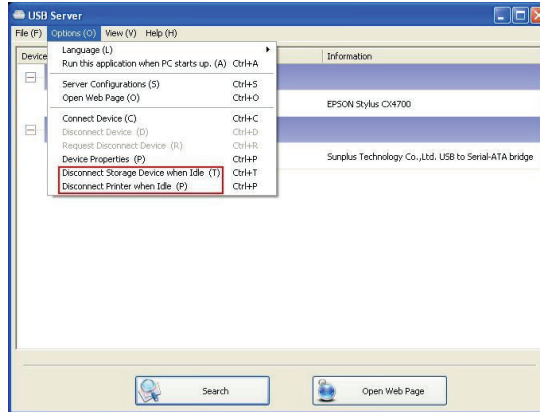 USB Server
File (F) Options (O) View (V) Help (H)
Device Information
Language (L)
Run this application when PC starts up. (A) Ctrl+A
Server Configurations (S) Ctrl+S
Open Web Page (O) Ctrl+O
EPSON Stylus CX4700
Connect Device (C) Ctrl+C
Disconnect Device (D) Ctrl+D
Request Disconnect Device (R) Ctrl+R
Device Properties (P) Ctrl+P
Sunplus Technology Co.,Ltd. USB to Serial-ATA bridge
Disconnect Storage Device when Idle (T) Ctrl+T
Disconnect Printer when Idle (P) Ctrl+P
Search Open Web Page